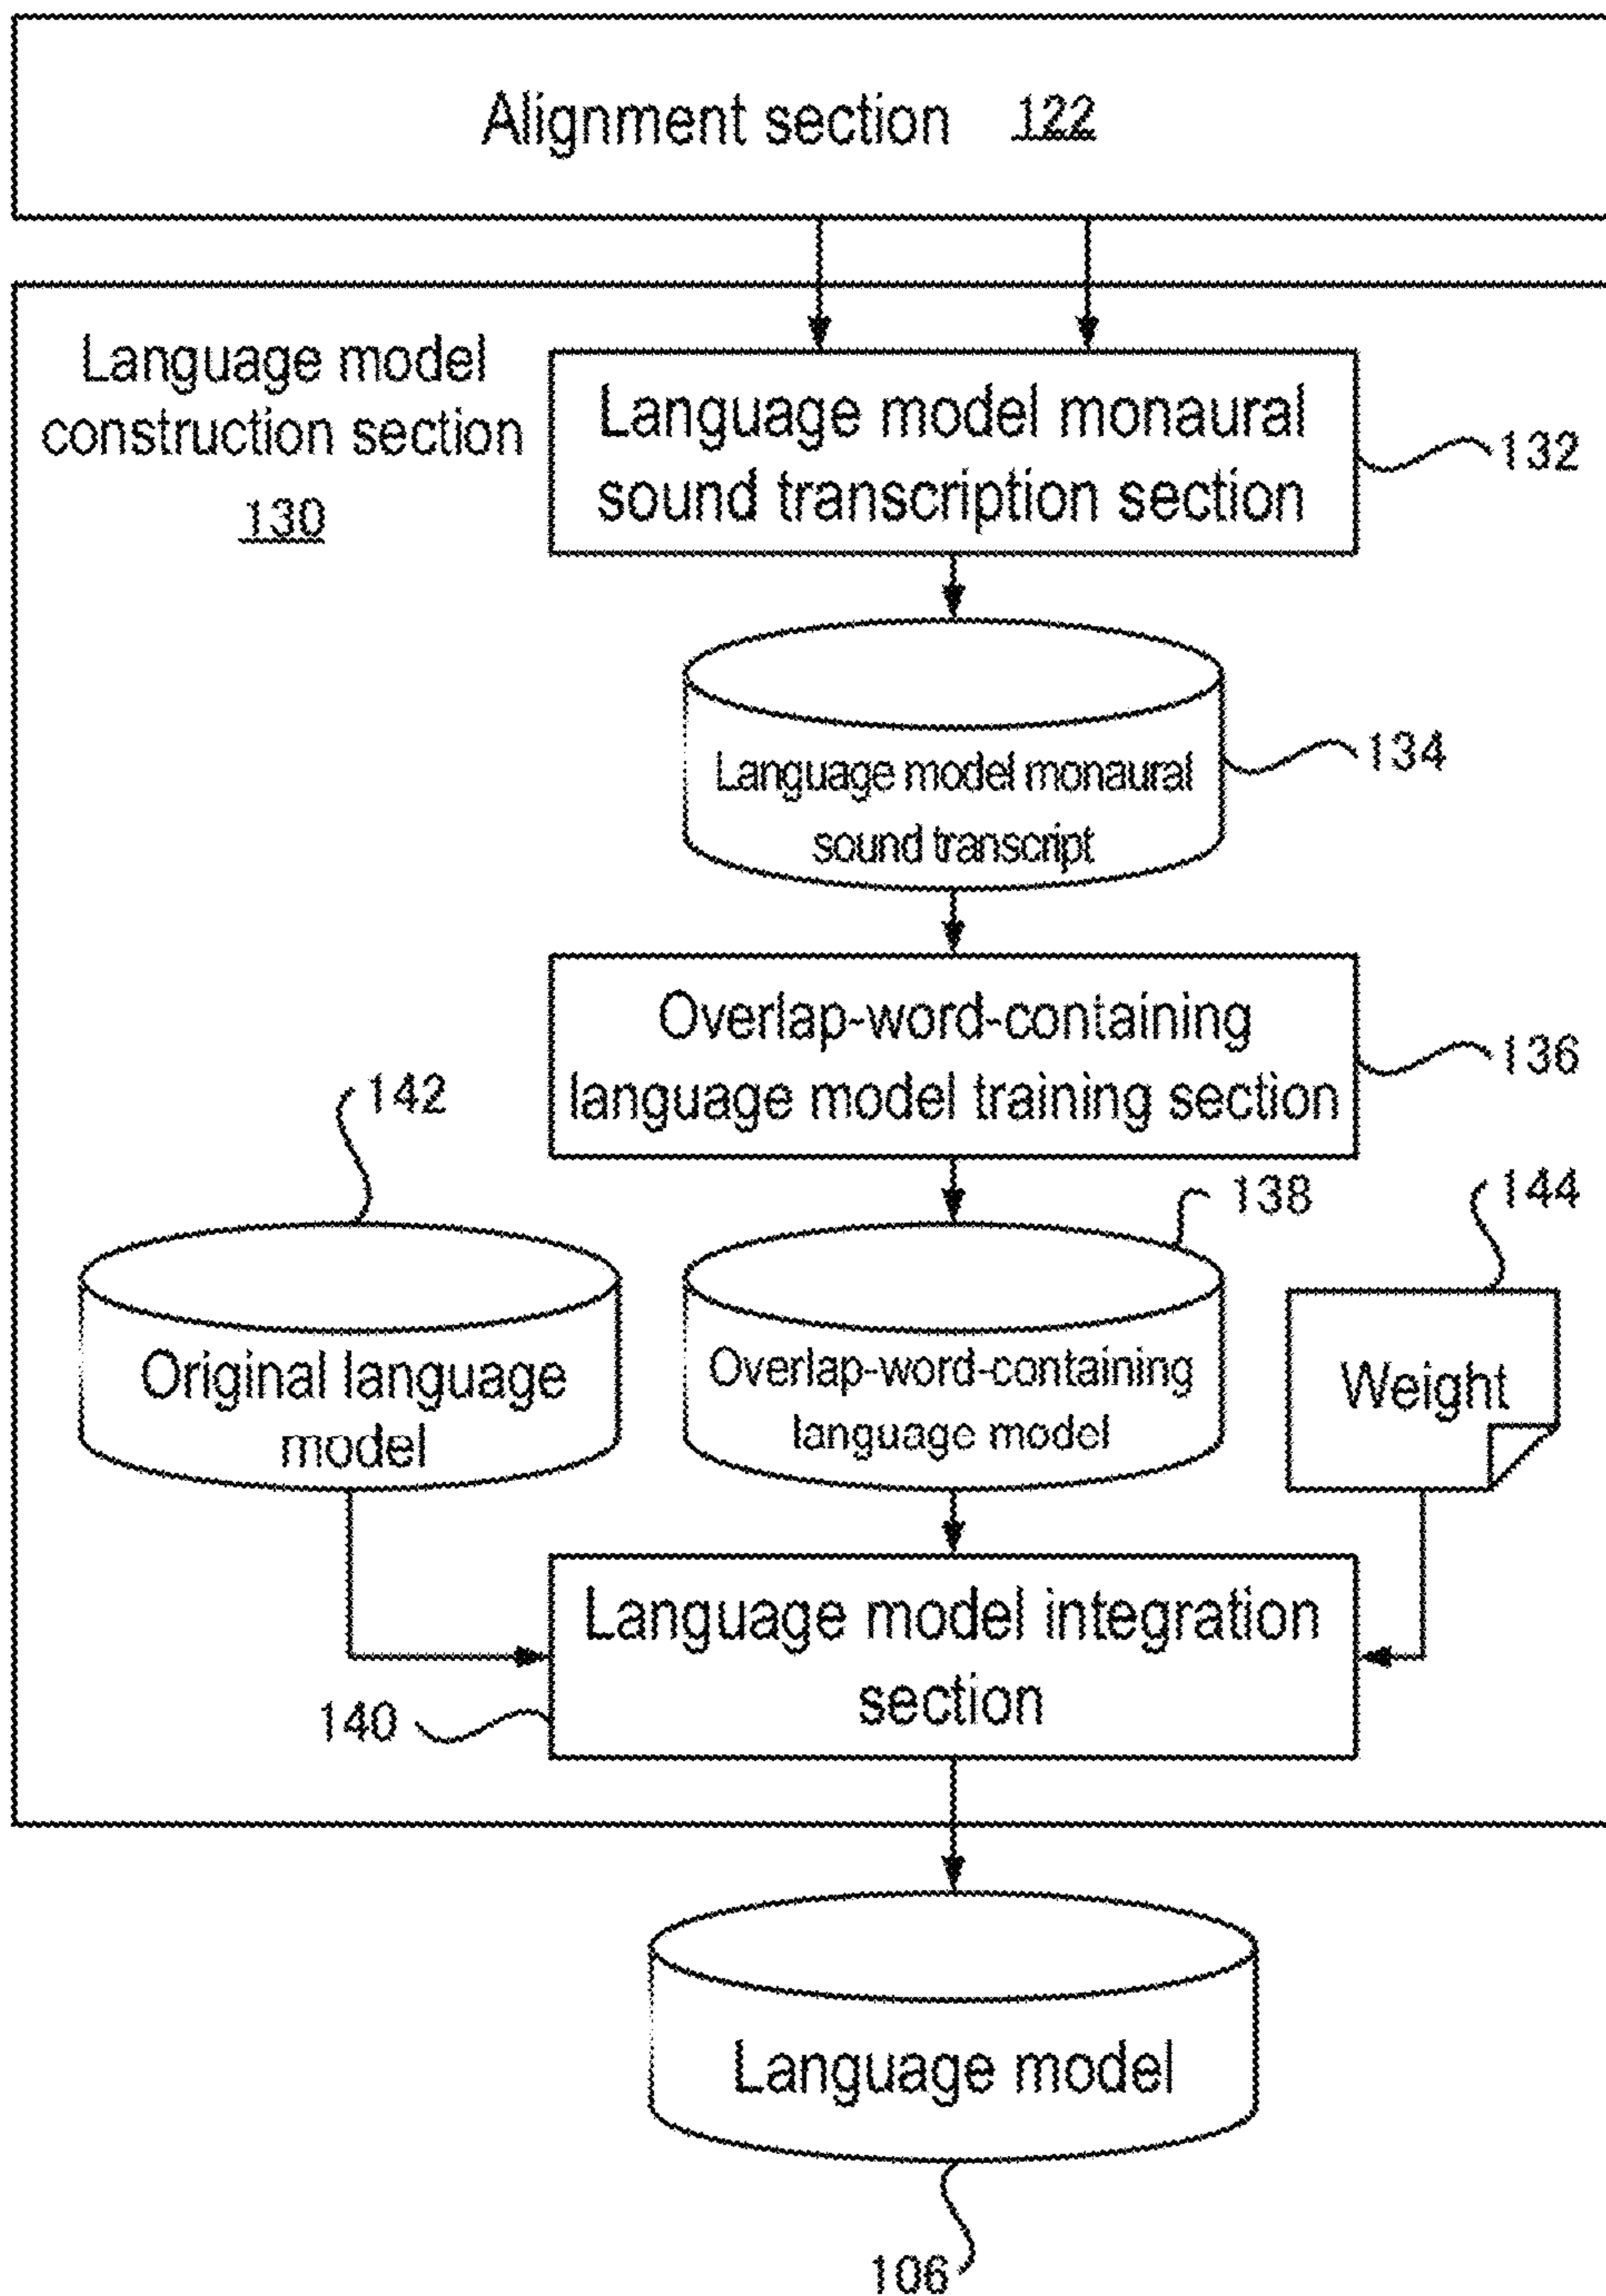 Alignment section 122
Language model
construction section
130
Language model monaural
sound transcription section
132
Language model monaural
sound transcript
134
Overlap-word-containing
language model training section
136
142
138
144
Original language
model
Overlap-word-containing
language model
Weight
Language model integration
section
140
Language model
106